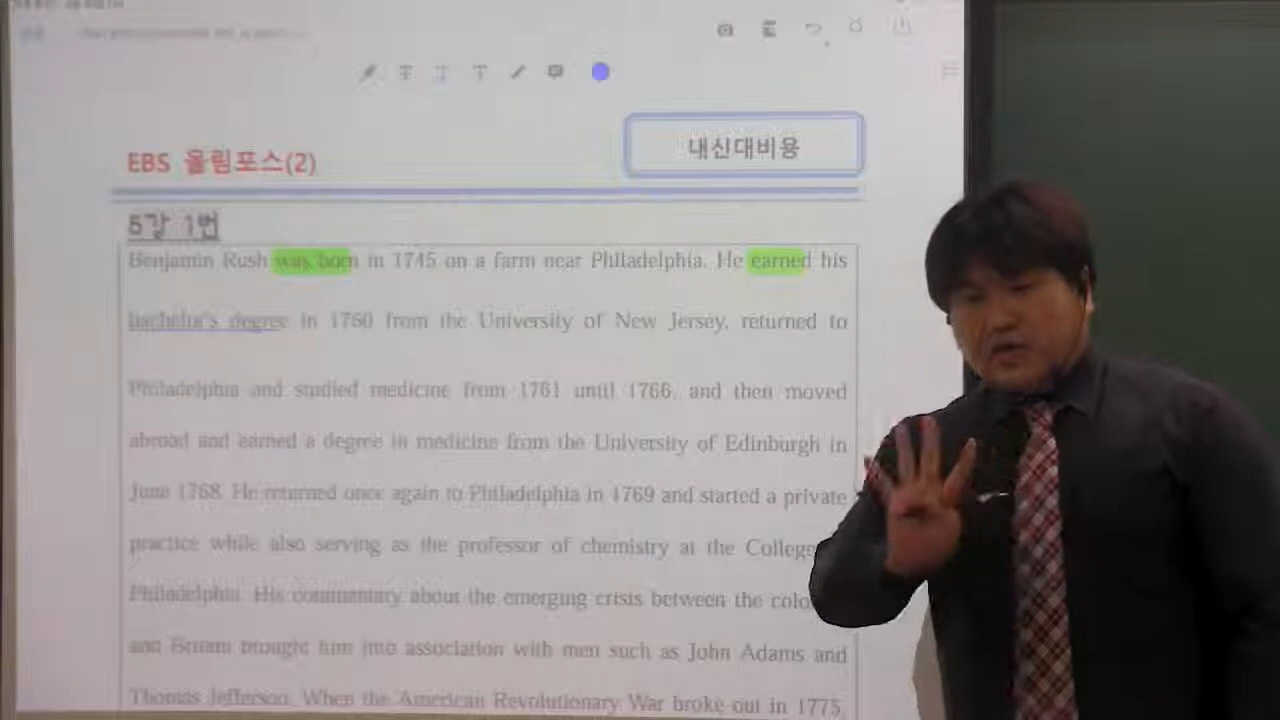 EBS 올림포스(2)
내신대비용
5강 1번
Benjamin Rush was born in 1745 on a farm near Philadelphia. He earned his
bachelor's degree in 1760 from the University of New Jersey, returned to
Philadelphia and studied medicine from 1761 until 1766, and then moved
abroad and earned a degree in medicine from the University of Edinburgh in
June 1768. He returned once again to Philadelphia in 1769 and started a private
practice while also serving as the professor of chemistry at the College
Philadelphia. His commentary about the emerging crisis between the colo
and Britain brought him into association with men such as John Adams and
Thomas Jefferson. When the American Revolutionary War broke out in 1775,